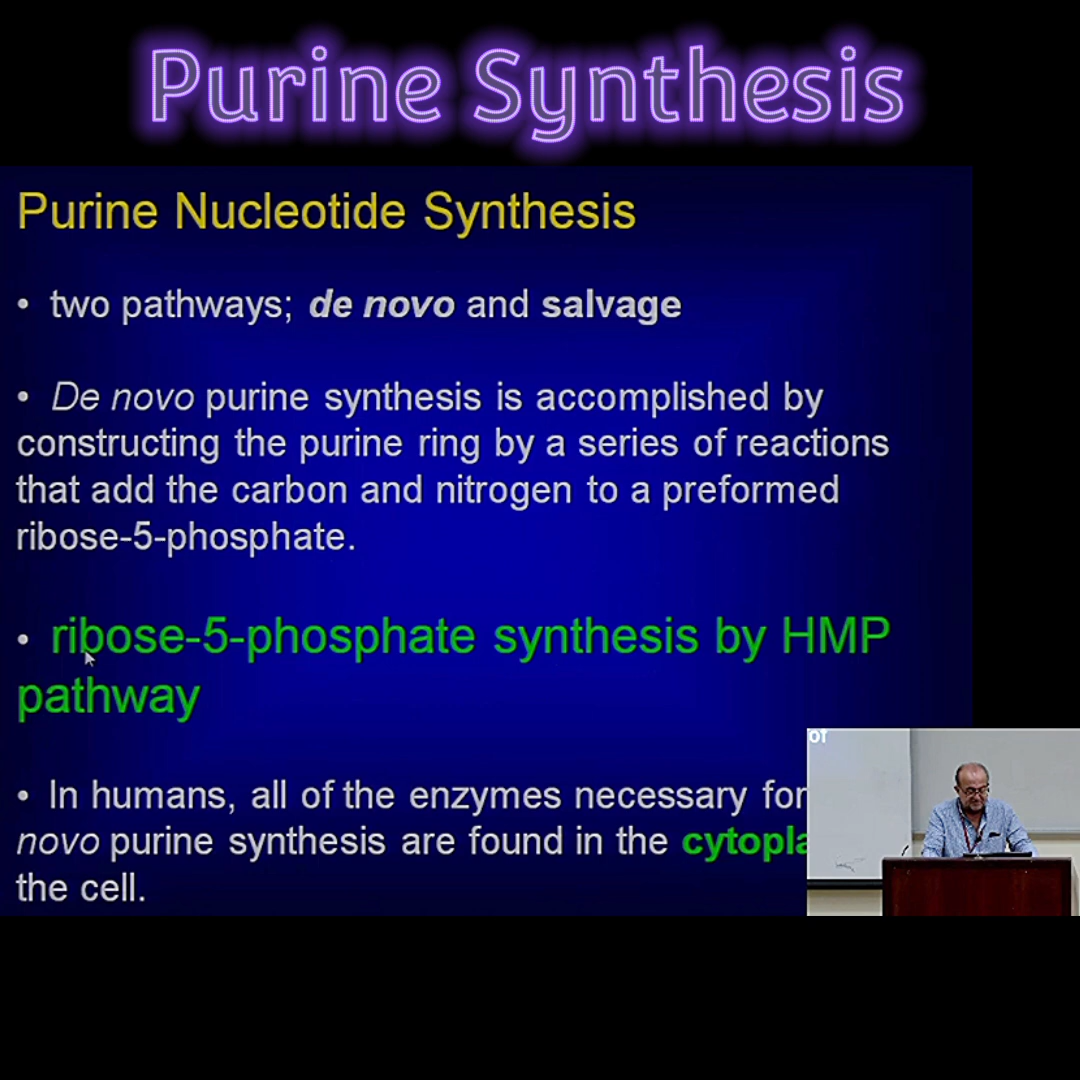 Purine Synthesis
Purine Nucleotide Synthesis
• two pathways; de novo and salvage
• De novo purine synthesis is accomplished by
constructing the purine ring by a series of reactions
that add the carbon and nitrogen to a preformed
ribose-5-phosphate.
• ribose-5-phosphate synthesis by HMP
pathway
• In humans, all of the enzymes necessary for
novo purine synthesis are found in the cytopla
the cell.
of